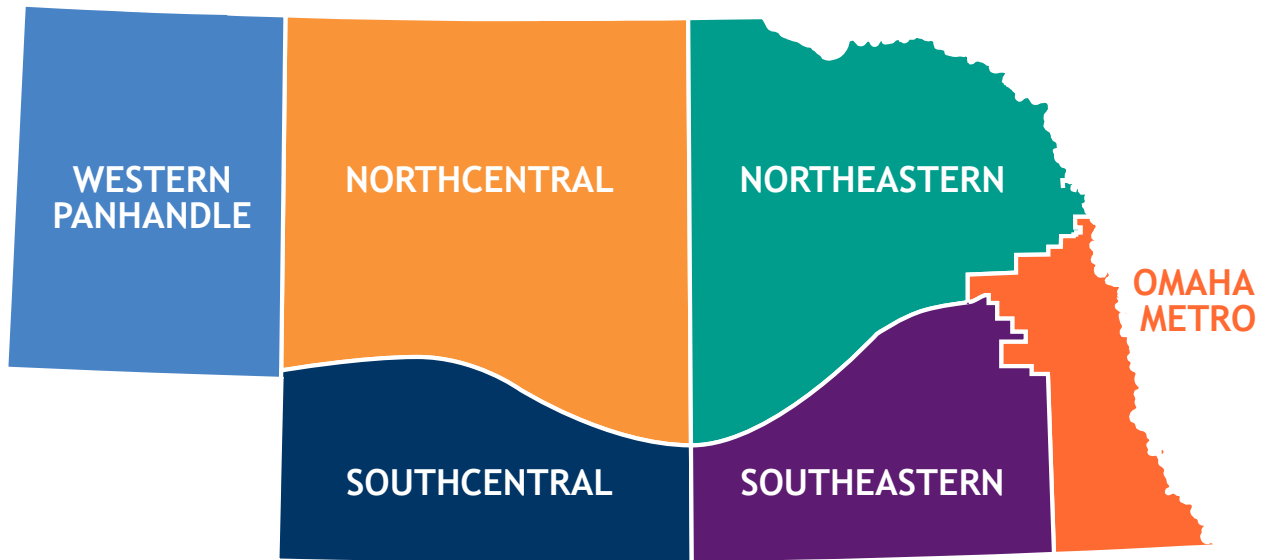 WESTERN
PANHANDLE
NORTHCENTRAL
NORTHEASTERN
OMAHA
METRO
SOUTHCENTRAL
SOUTHEASTERN